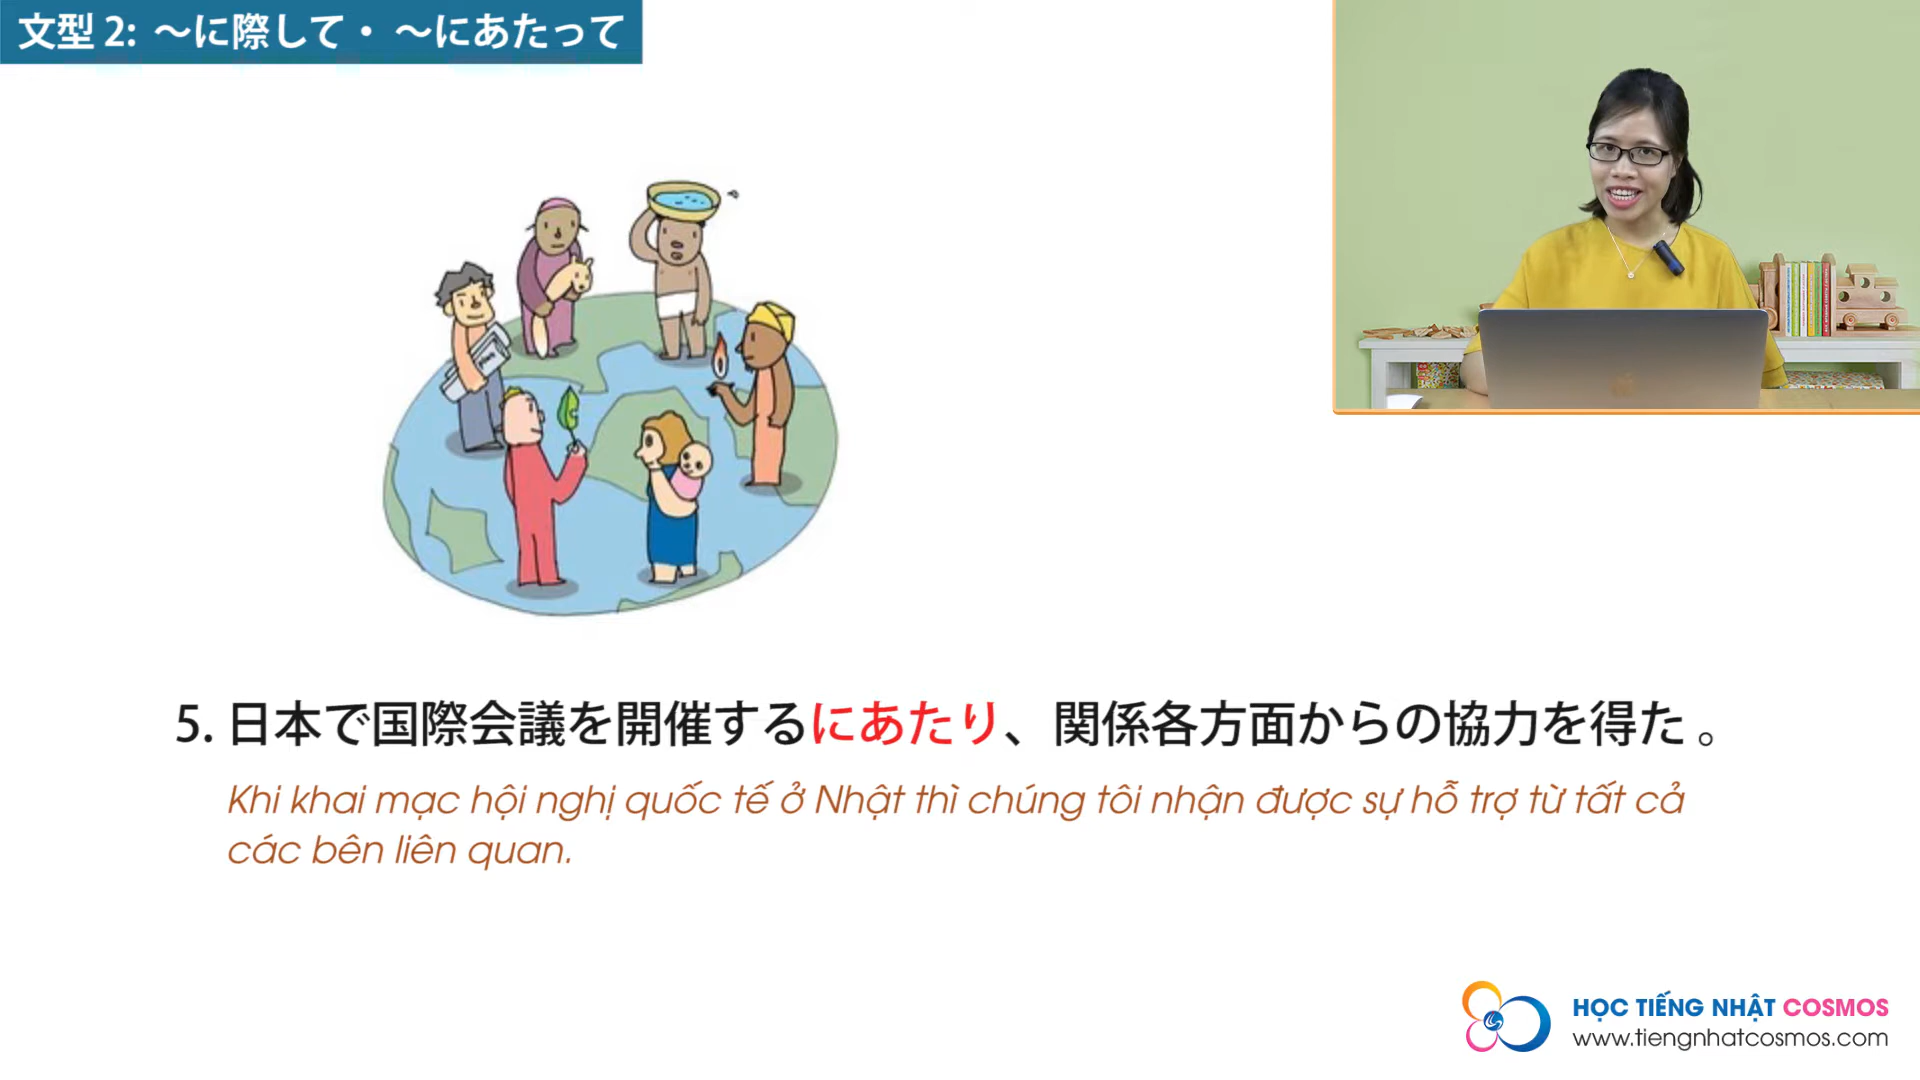 文型 2: ～に際して・ ～にあたって
5. 日本で国際会議を開催するにあたり、関係各方面からの協力を得た 。
Khi khai mạc hội nghị quốc tế ở Nhật thì chúng tôi nhận được sự hỗ trợ từ tất cả
các bên liên quan.
HỌC TIẾNG NHẬT COSMOS
www.tiengnhatcosmos.com